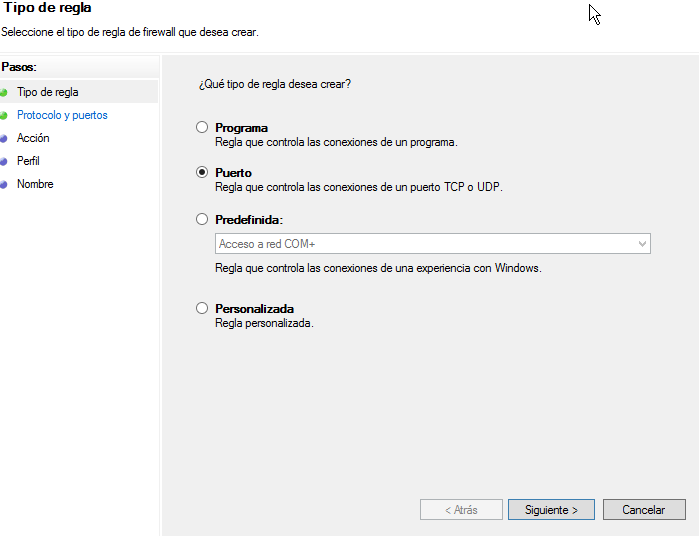 Tipo de regla
Seleccione el tipo de regla de firewall que desea crear.
Pasos:
Tipo de regla
Protocolo y puertos
Acción
Perfil
Nombre
¿Qué tipo de regla desea crear?
Programa
Regla que controla las conexiones de un programa.
Puerto
Regla que controla las conexiones de un puerto TCP o UDP.
Predefinida:
Acceso a red COM+
Regla que controla las conexiones de una experiencia con Windows.
Personalizada
Regla personalizada.
< Atrás
Siguiente >
Cancelar